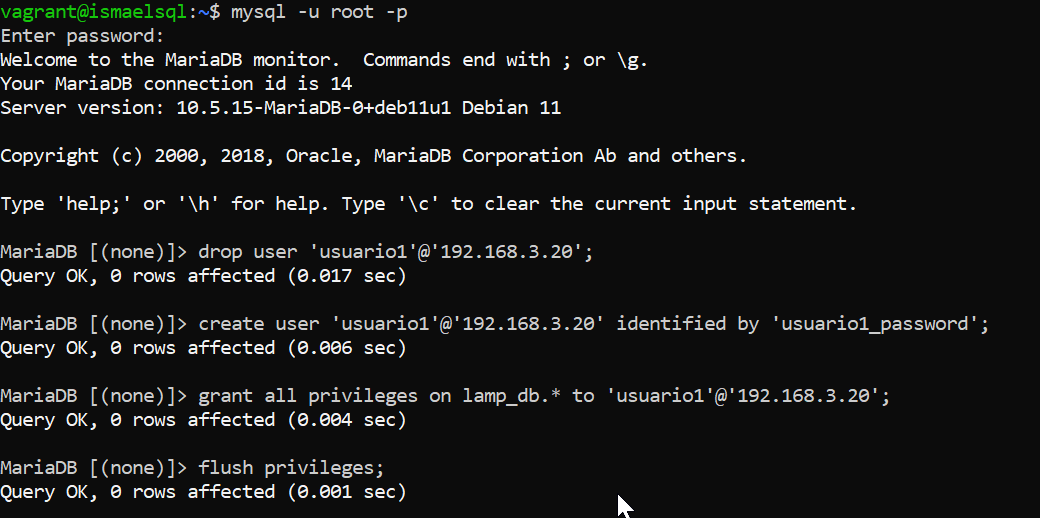 vagrant@ismaelsql:~$ mysql -u root -p
Enter password:
Welcome to the MariaDB monitor.  Commands end with ; or \g.
Your MariaDB connection id is 14
Server version: 10.5.15-MariaDB-0+deb11u1 Debian 11
Copyright (c) 2000, 2018, Oracle, MariaDB Corporation Ab and others.
Type 'help;' or '\h' for help. Type '\c' to clear the current input statement.
MariaDB [(none)]> drop user 'usuario1'@'192.168.3.20';
Query OK, 0 rows affected (0.017 sec)
MariaDB [(none)]> create user 'usuario1'@'192.168.3.20' identified by 'usuario1_password';
Query OK, 0 rows affected (0.006 sec)
MariaDB [(none)]> grant all privileges on lamp_db.* to 'usuario1'@'192.168.3.20';
Query OK, 0 rows affected (0.004 sec)
MariaDB [(none)]> flush privileges;
Query OK, 0 rows affected (0.001 sec)